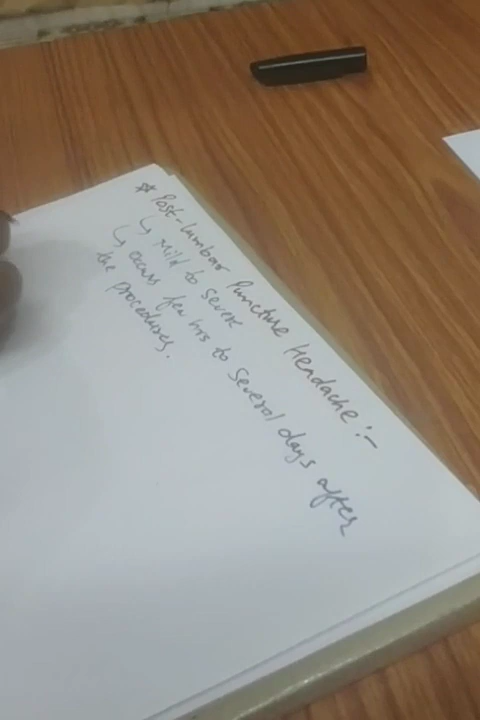 * Post-lumbar Puncture Headache :-
↳ Mild to severe
↳ occurs few hrs to several days after
the procedures.